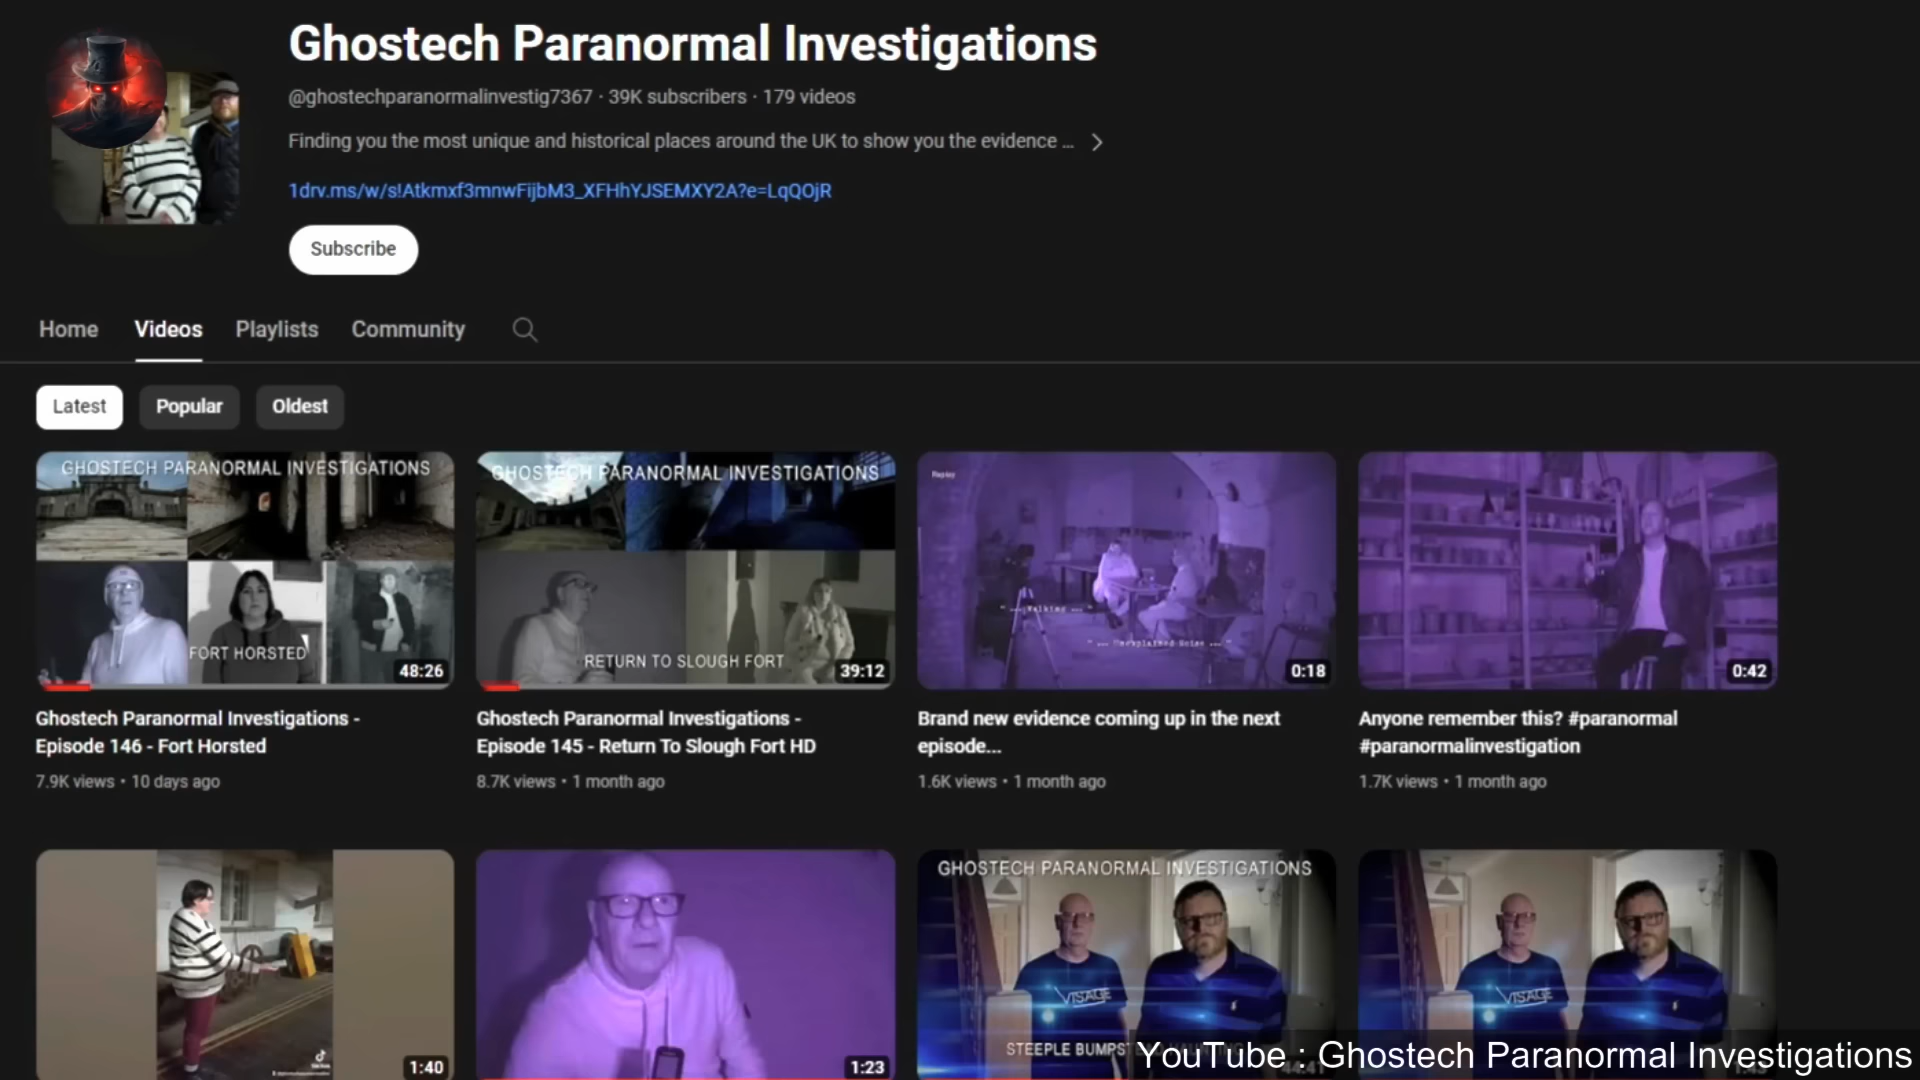 Ghostech Paranormal Investigations
@ghostechparanormalinvestig7367 · 39K subscribers · 179 videos
Finding you the most unique and historical places around the UK to show you the evidence ...
1drv.ms/w/s!Atkmxf3mnwFijbM3_XFHhYJSEMXY2A?e=LqQOjR
Subscribe
Home Videos Playlists Community
Latest Popular Oldest
GHOSTECH PARANORMAL INVESTIGATIONS
FORT HORSTED
48:26
GHOSTECH PARANORMAL INVESTIGATIONS
RETURN TO SLOUGH FORT
39:12
Replay
" ... Walking ... "
" ... Unexplained Noise ... "
0:18
0:42
Ghostech Paranormal Investigations -
Episode 146 - Fort Horsted
7.9K views • 10 days ago
Ghostech Paranormal Investigations -
Episode 145 - Return To Slough Fort HD
8.7K views • 1 month ago
Brand new evidence coming up in the next
episode...
1.6K views • 1 month ago
Anyone remember this? #paranormal
#paranormalinvestigation
1.7K views • 1 month ago
1:40
1:23
GHOSTECH PARANORMAL INVESTIGATIONS
VISAGE
STEEPLE BUMPST
VISAGE
YouTube : Ghostech Paranormal Investigations